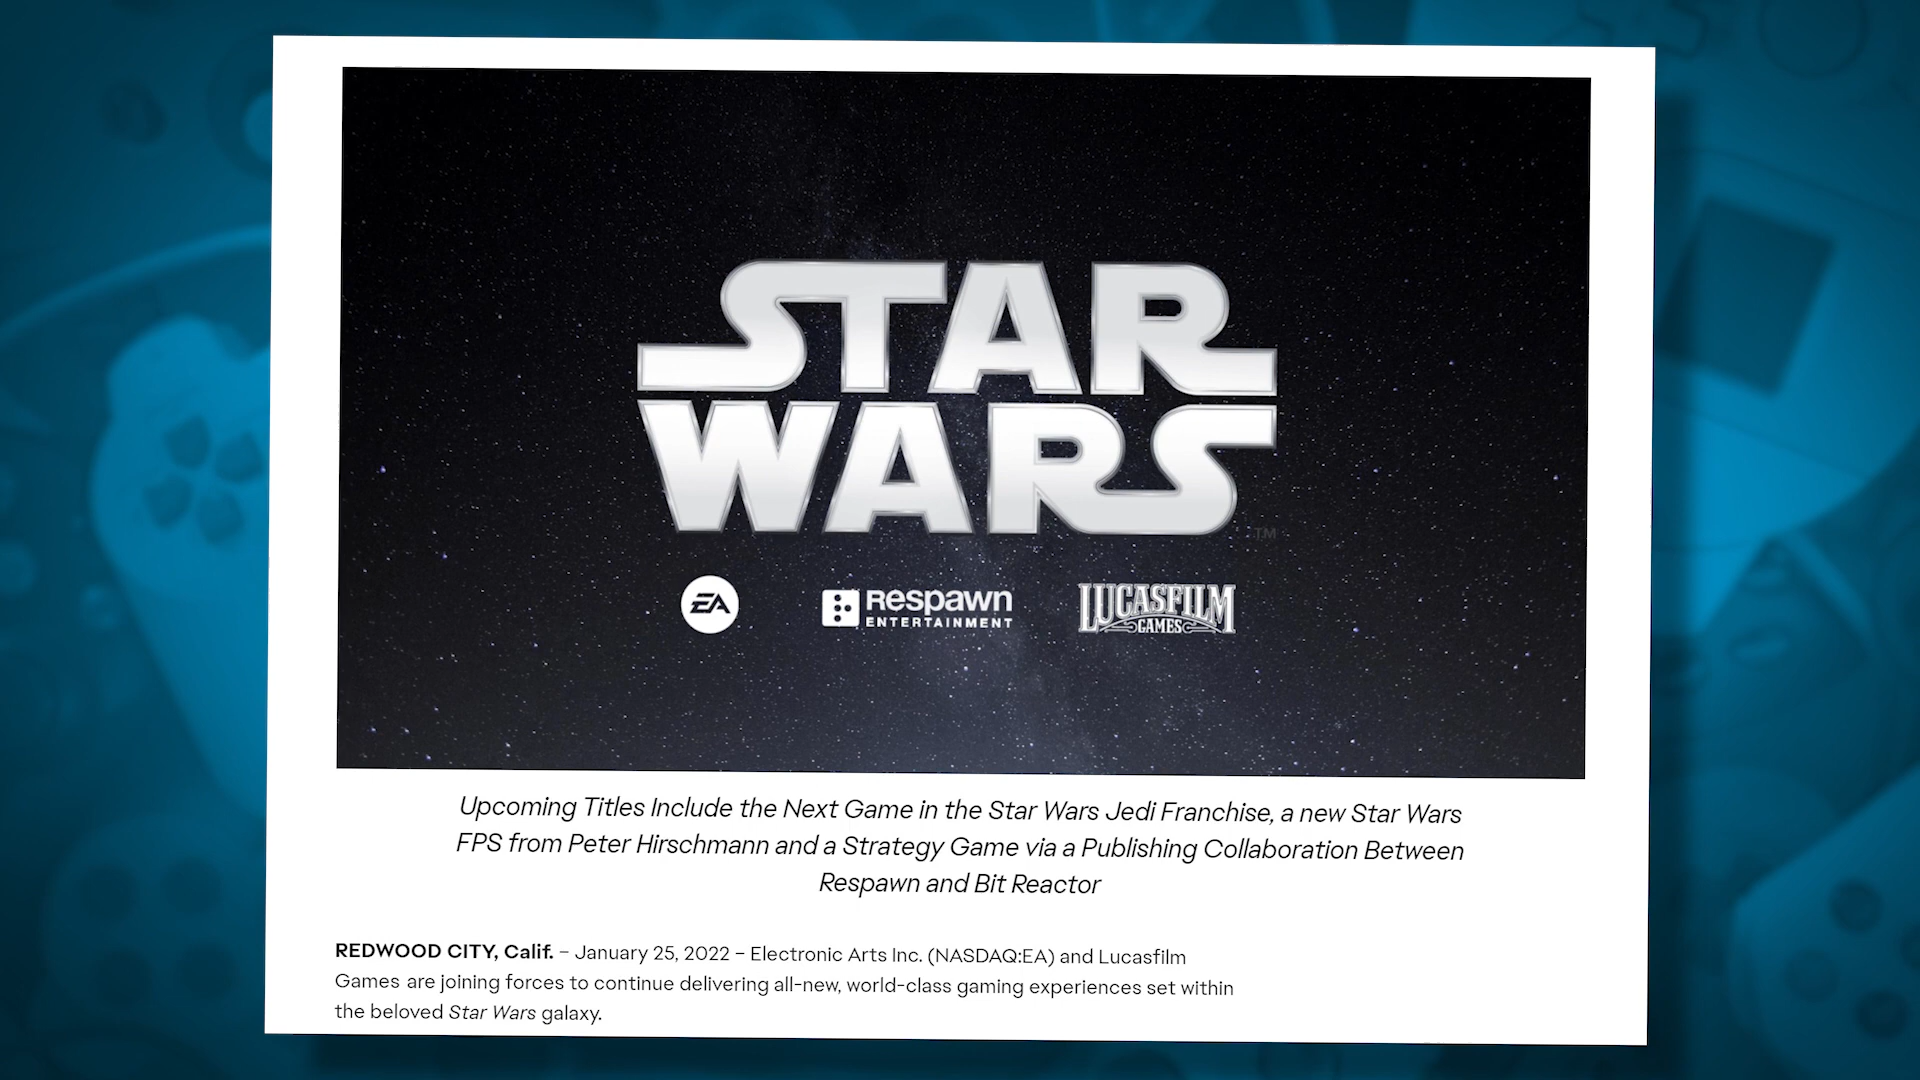 STAR
WARS
TM
EA
Respawn
ENTERTAINMENT
LUCASFILM
GAMES
Upcoming Titles Include the Next Game in the Star Wars Jedi Franchise, a new Star Wars
FPS from Peter Hirschmann and a Strategy Game via a Publishing Collaboration Between
Respawn and Bit Reactor
REDWOOD CITY, Calif. – January 25, 2022 – Electronic Arts Inc. (NASDAQ:EA) and Lucasfilm
Games are joining forces to continue delivering all-new, world-class gaming experiences set within
the beloved Star Wars galaxy.